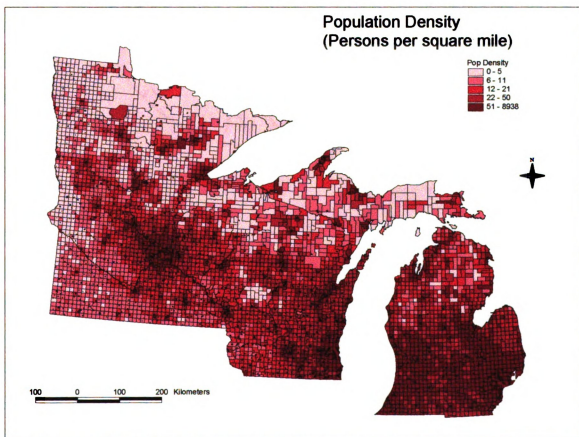 Population Density
(Persons per square mile)
Pop Density
0 - 5
6 - 11
12 - 21
22 - 50
51 - 8938
N
100 0 100 200 Kilometers